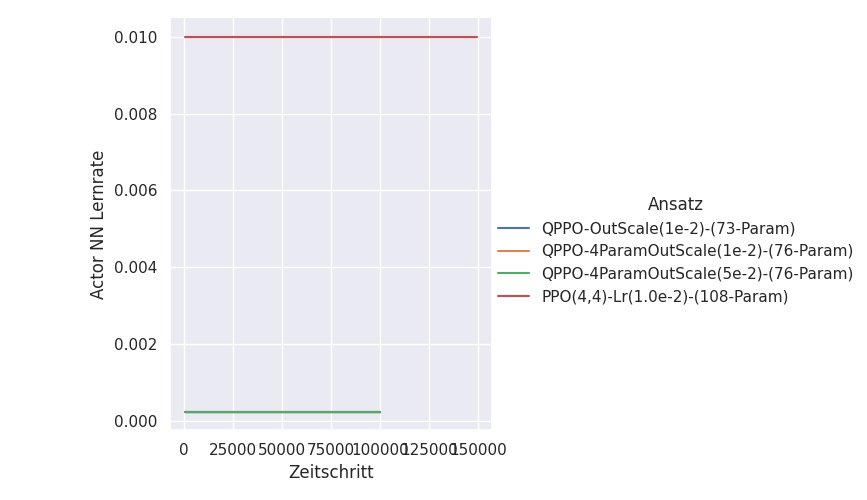 0.010
0.008
0.006
0.004
0.002
0.000
Actor NN Lernrate
0 25000 50000 75000 100000 125000 150000
Zeitschritt
Ansatz
QPPO-OutScale(1e-2)-(73-Param)
QPPO-4ParamOutScale(1e-2)-(76-Param)
QPPO-4ParamOutScale(5e-2)-(76-Param)
PPO(4,4)-Lr(1.0e-2)-(108-Param)